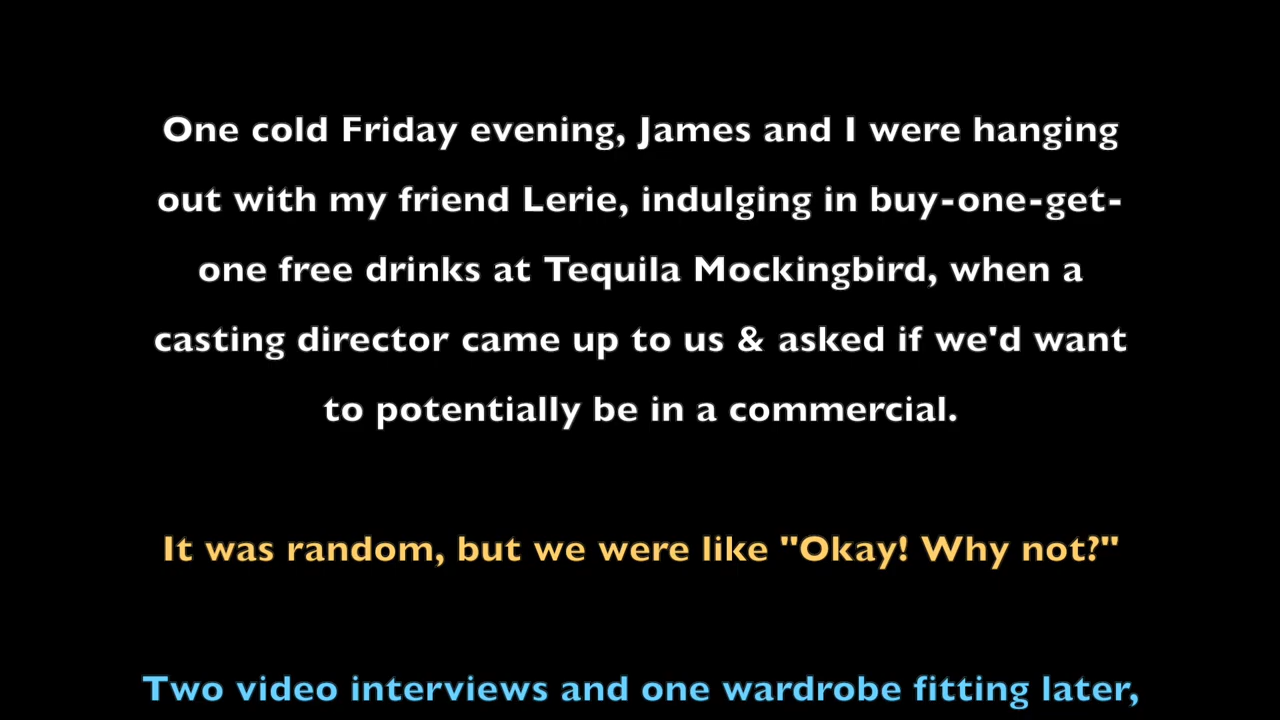 One cold Friday evening, James and I were hanging
out with my friend Lerie, indulging in buy-one-get-
one free drinks at Tequila Mockingbird, when a
casting director came up to us & asked if we'd want
to potentially be in a commercial.
It was random, but we were like "Okay! Why not?"
Two video interviews and one wardrobe fitting later,